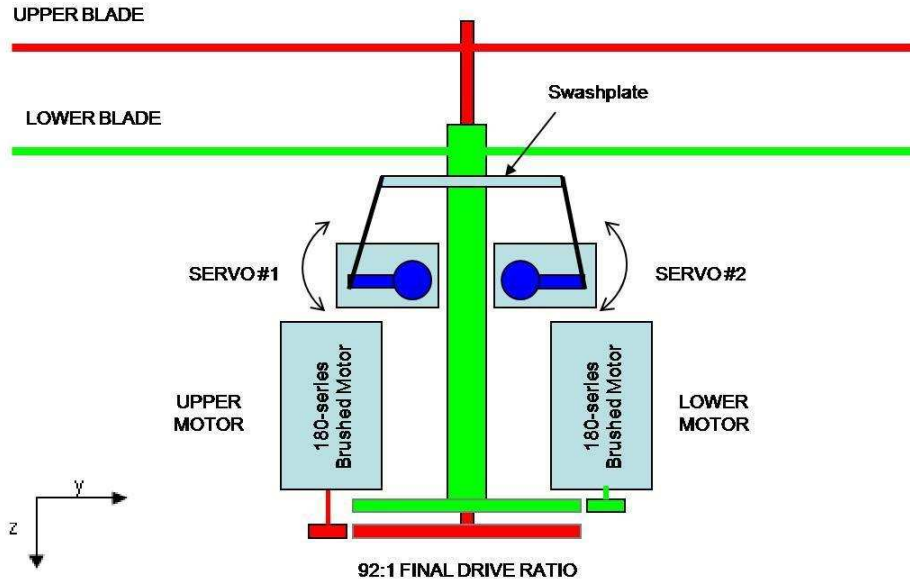 UPPER BLADE
Swashplate
LOWER BLADE
SERVO #1
SERVO #2
180-series
Brushed Motor
UPPER
MOTOR
180-series
Brushed Motor
LOWER
MOTOR
y
z
92:1 FINAL DRIVE RATIO